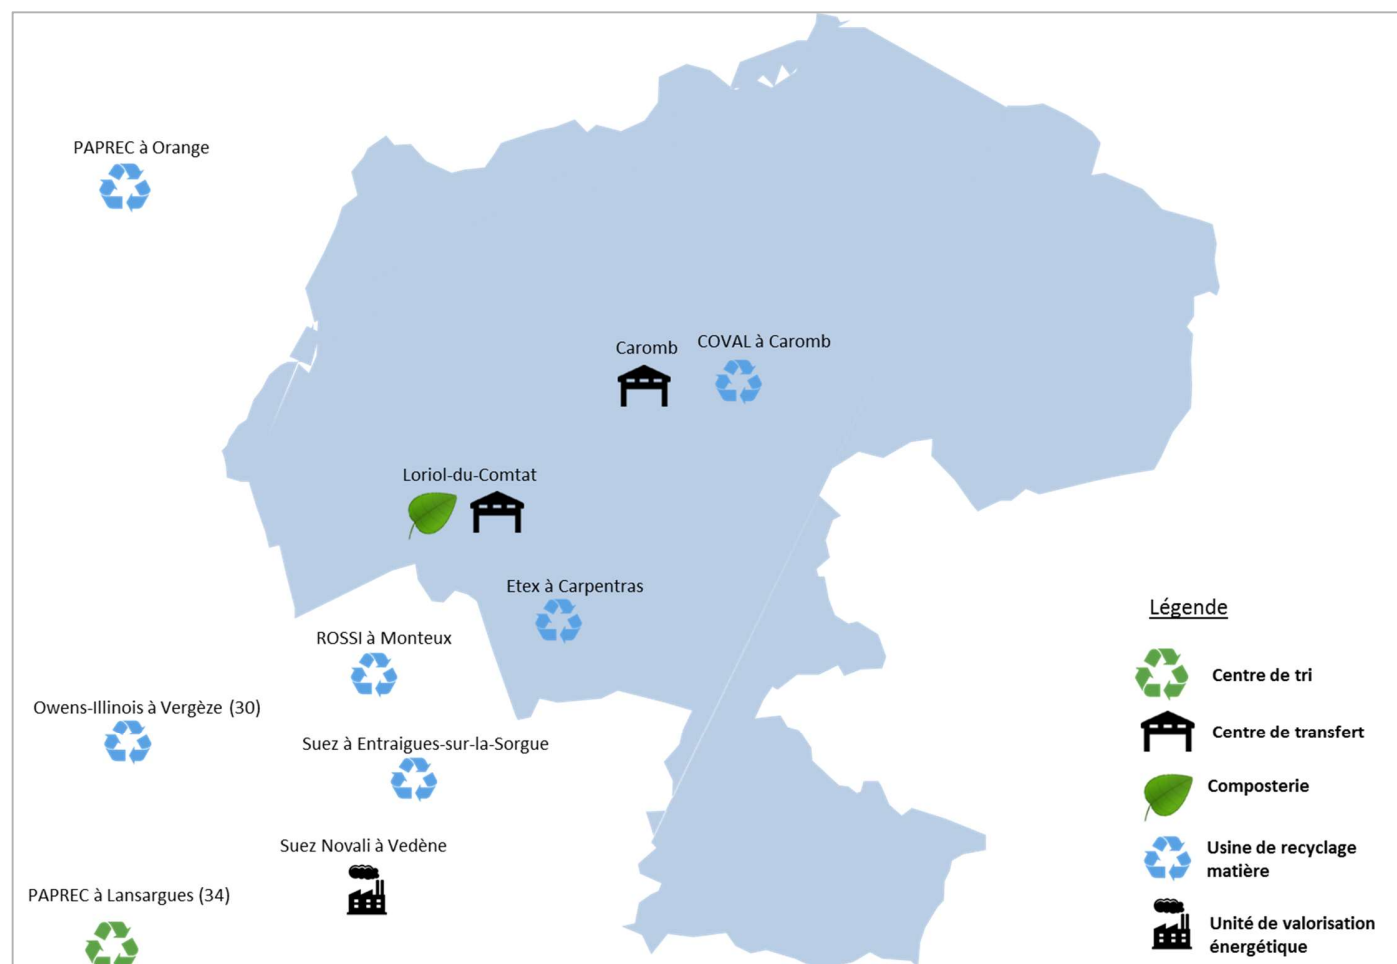 PAPREC à Orange
Caromb
COVAL à Caromb
Loriol-du-Comtat
Etex à Carpentras
ROSSI à Monteux
Owens-Illinois à Vergèze (30)
Suez à Entraigues-sur-la-Sorgue
Suez Novali à Vedène
PAPREC à Lansargues (34)
Légende
Centre de tri
Centre de transfert
Composterie
Usine de recyclage
matière
Unité de valorisation
énergétique